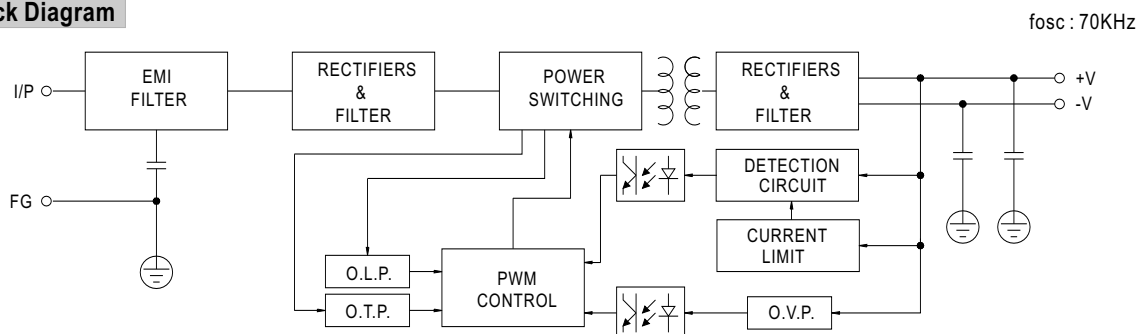 ck Diagram
fosc : 70KHz
I/P
EMI
FILTER
RECTIFIERS
&
FILTER
POWER
SWITCHING
RECTIFIERS
&
FILTER
+V
-V
FG
DETECTION
CIRCUIT
CURRENT
LIMIT
O.L.P.
O.T.P.
PWM
CONTROL
O.V.P.